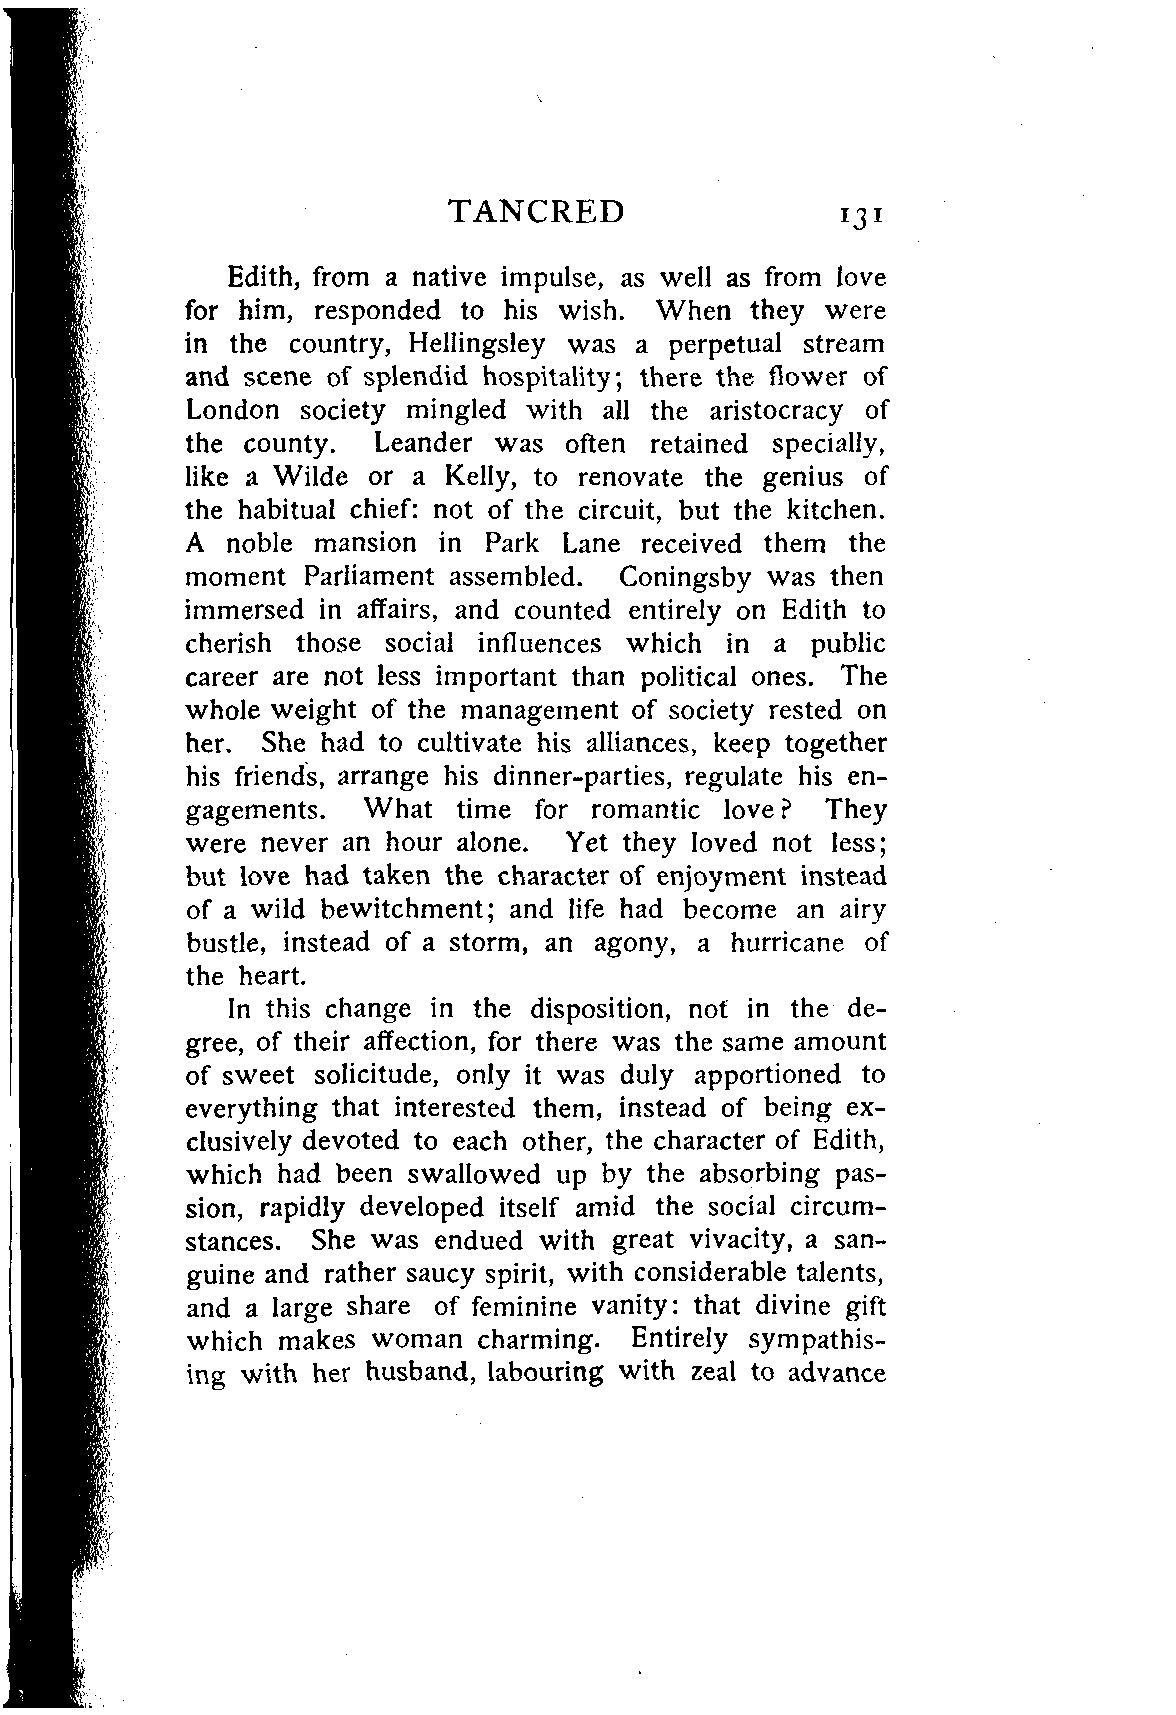 TANCRED 131
Edith, from a native impulse, as well as from love
for him, responded to his wish. When they were
in the country, Hellingsley was a perpetual stream
and scene of splendid hospitality; there the flower of
London society mingled with all the aristocracy of
the county. Leander was often retained specially,
like a Wilde or a Kelly, to renovate the genius of
the habitual chief: not of the circuit, but the kitchen.
A noble mansion in Park Lane received them the
moment Parliament assembled. Coningsby was then
immersed in affairs, and counted entirely on Edith to
cherish those social influences which in a public
career are not less important than political ones. The
whole weight of the management of society rested on
her. She had to cultivate his alliances, keep together
his friends, arrange his dinner-parties, regulate his en-
gagements. What time for romantic love? They
were never an hour alone. Yet they loved not less;
but love had taken the character of enjoyment instead
of a wild bewitchment; and life had become an airy
bustle, instead of a storm, an agony, a hurricane of
the heart.
In this change in the disposition, not in the de-
gree, of their affection, for there was the same amount
of sweet solicitude, only it was duly apportioned to
everything that interested them, instead of being ex-
clusively devoted to each other, the character of Edith,
which had been swallowed up by the absorbing pas-
sion, rapidly developed itself amid the social circum-
stances. She was endued with great vivacity, a san-
guine and rather saucy spirit, with considerable talents,
and a large share of feminine vanity: that divine gift
which makes woman charming. Entirely sympathis-
ing with her husband, labouring with zeal to advance